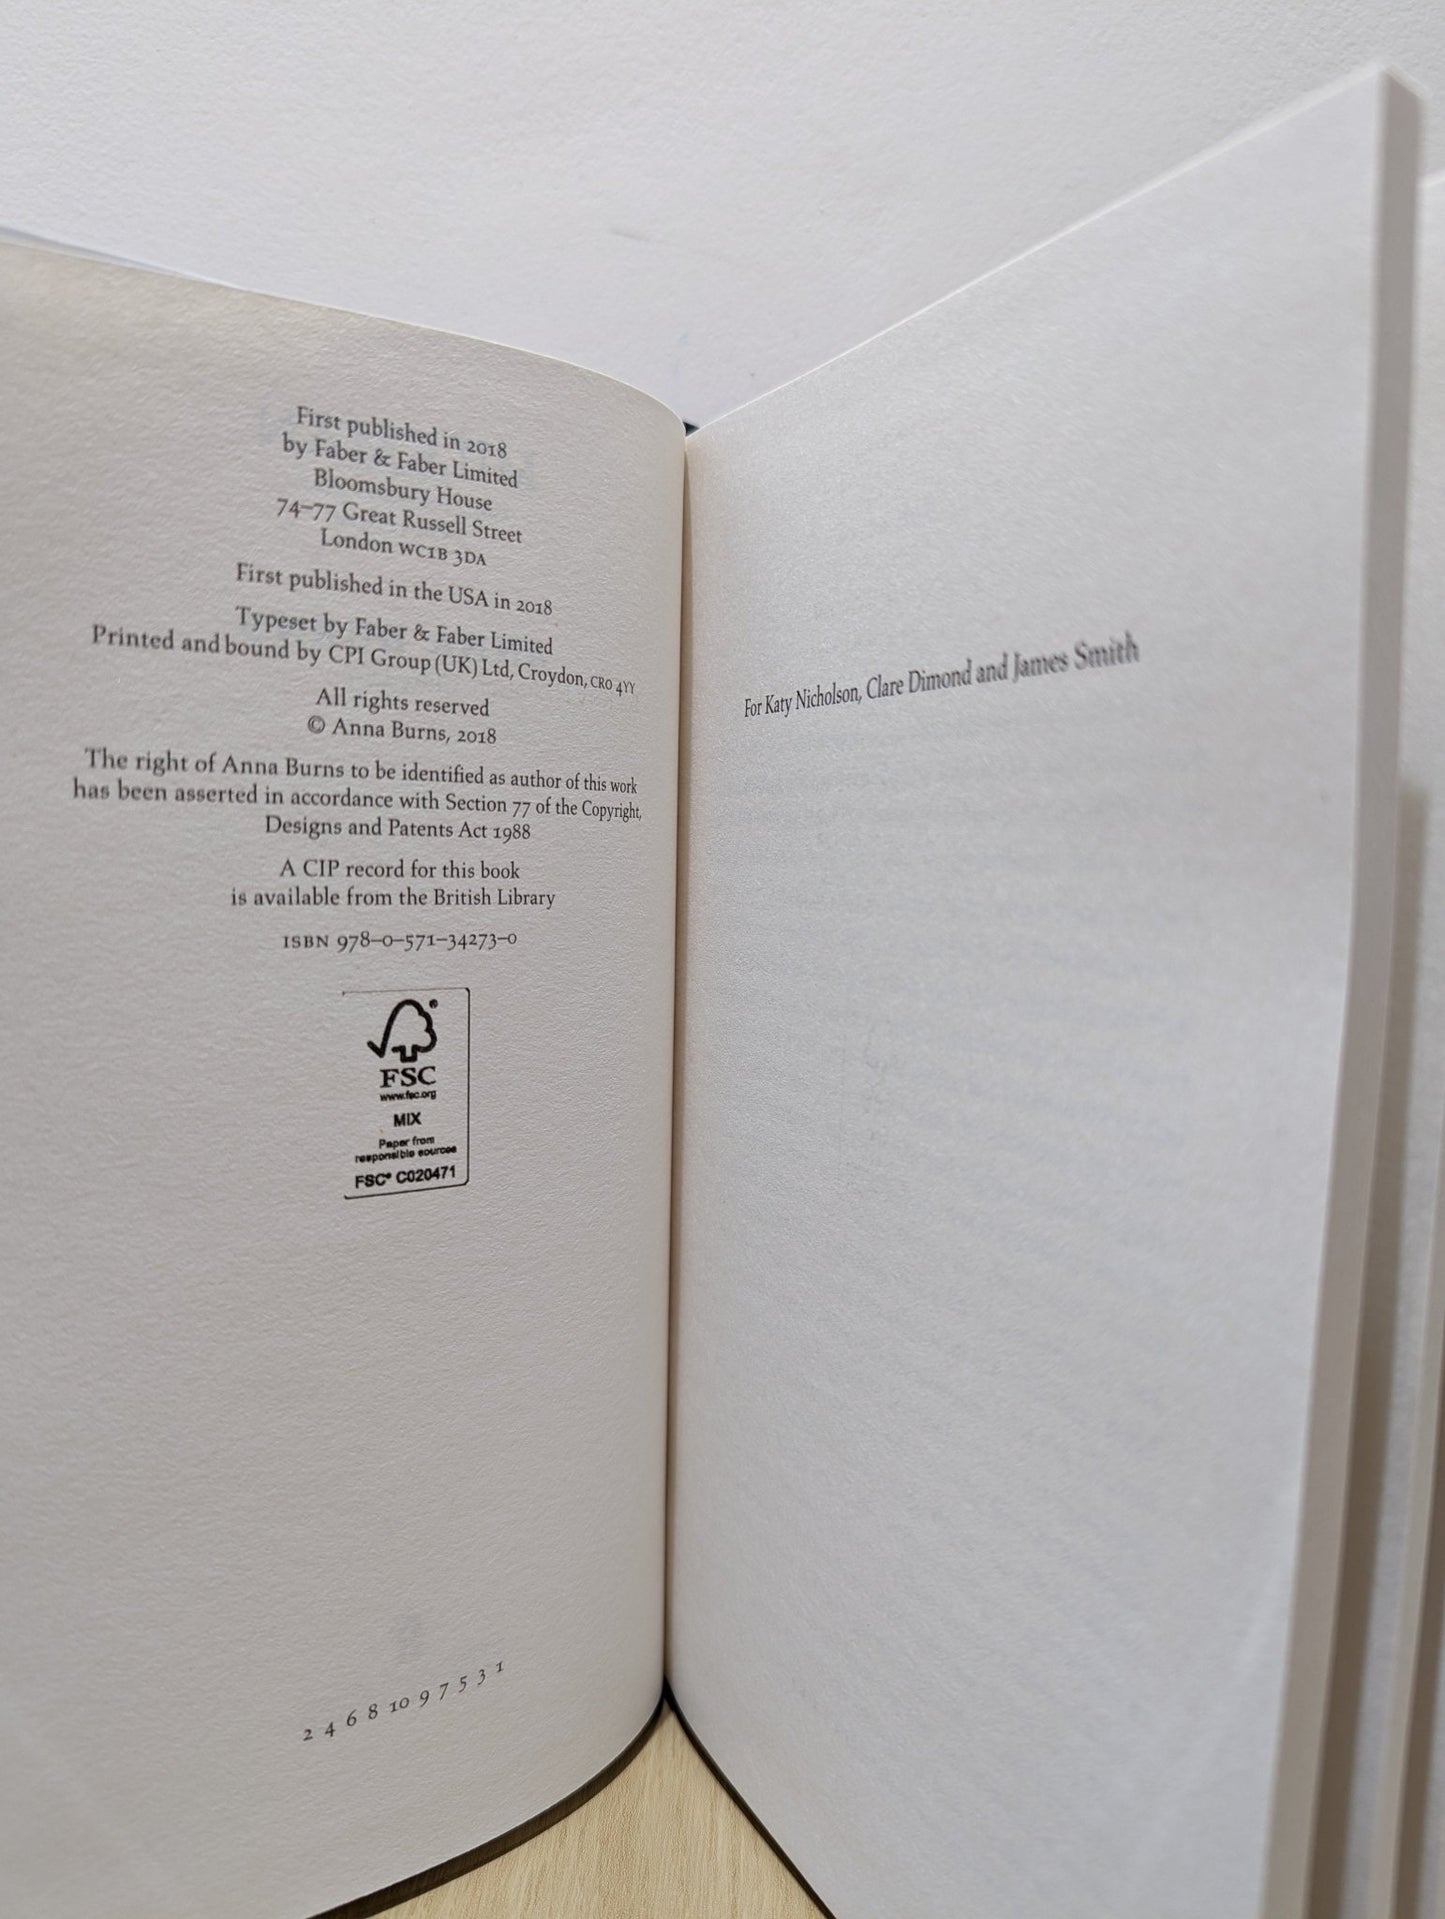 First published in 2018
by Faber & Faber Limited
Bloomsbury House
74–77 Great Russell Street
London WC1B 3DA
First published in the USA in 2018
Typeset by Faber & Faber Limited
Printed and bound by CPI Group (UK) Ltd, Croydon, CR0 4YY
All rights reserved
© Anna Burns, 2018
The right of Anna Burns to be identified as author of this work
has been asserted in accordance with Section 77 of the Copyright,
Designs and Patents Act 1988
A CIP record for this book
is available from the British Library
ISBN 978–0–571–34273–0
FSC
www.fsc.org
MIX
Paper from
responsible sources
FSC® C020471
2 4 6 8 10 9 7 5 3 1
For Katy Nicholson, Clare Dimond and James Smith